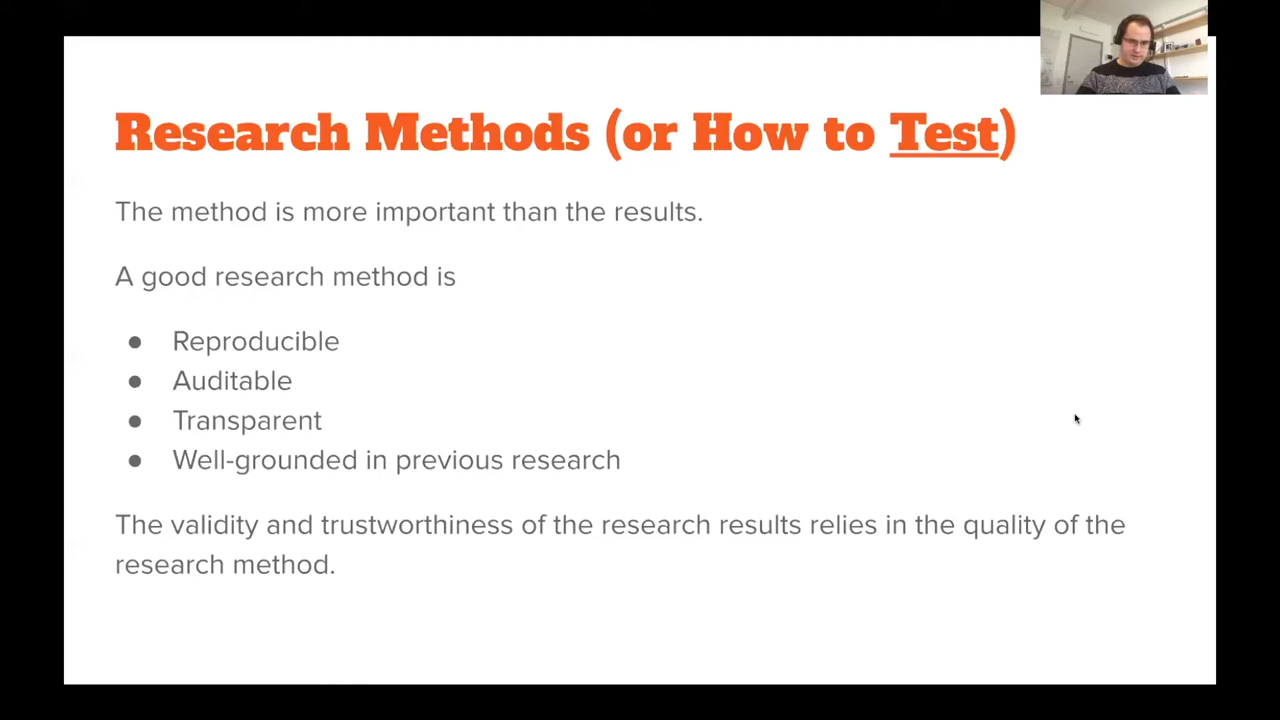 Research Methods (or How to Test)
The method is more important than the results.
A good research method is
● Reproducible
● Auditable
● Transparent
● Well-grounded in previous research
The validity and trustworthiness of the research results relies in the quality of the
research method.